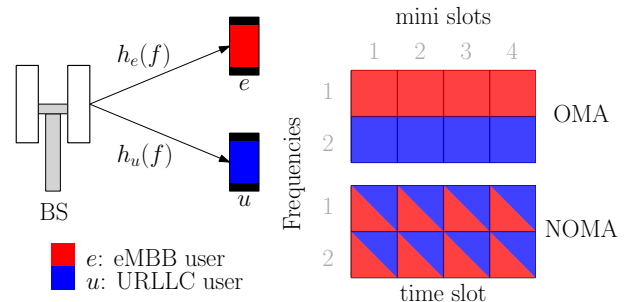 mini slots
1 2 3 4
h_e(f)
e
h_u(f)
u
BS
e: eMBB user
u: URLLC user
Frequencies
1
2
OMA
1
2
NOMA
time slot